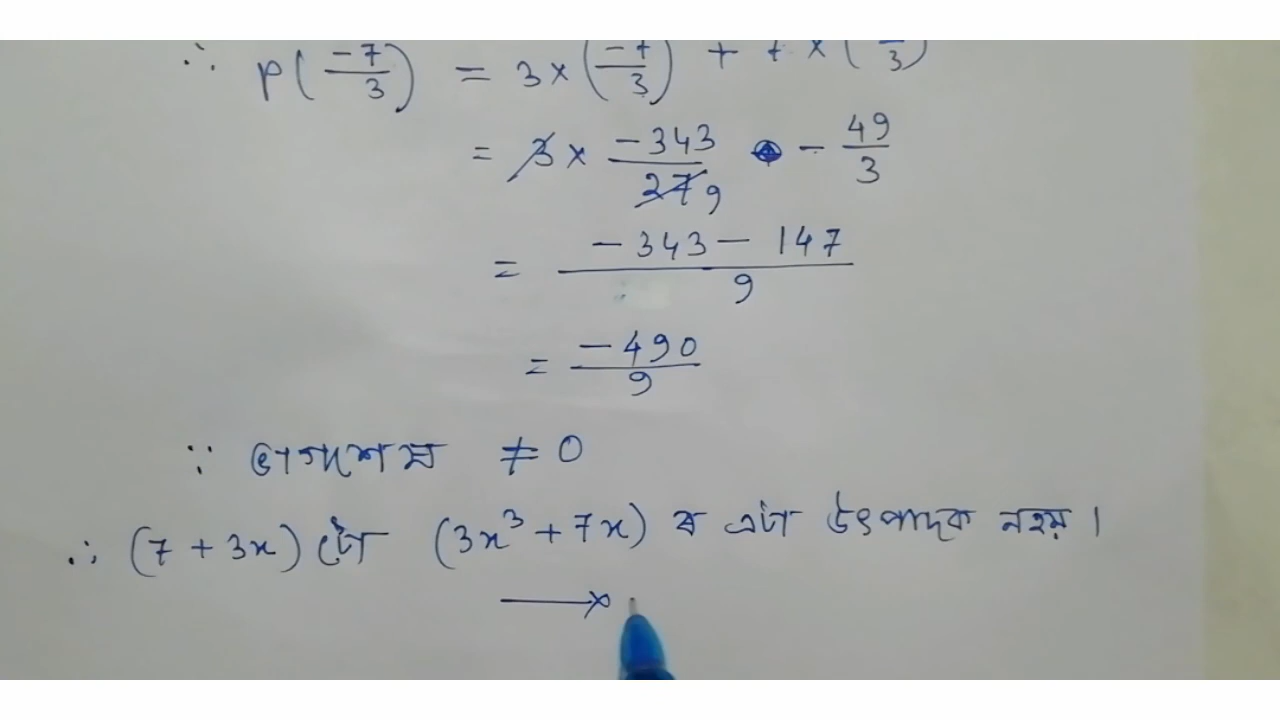 ∴ p(-7/3) = 3 × (-7/3) + 7 × ( /3)
= 3 × -343/27 9 - 49/3
= -343 - 147/9
= -490/9
∵ ভাগশেষ ≠ 0
∴ (7 + 3x) টো (3x³ + 7x) ৰ এটা উৎপাদক নহয়।